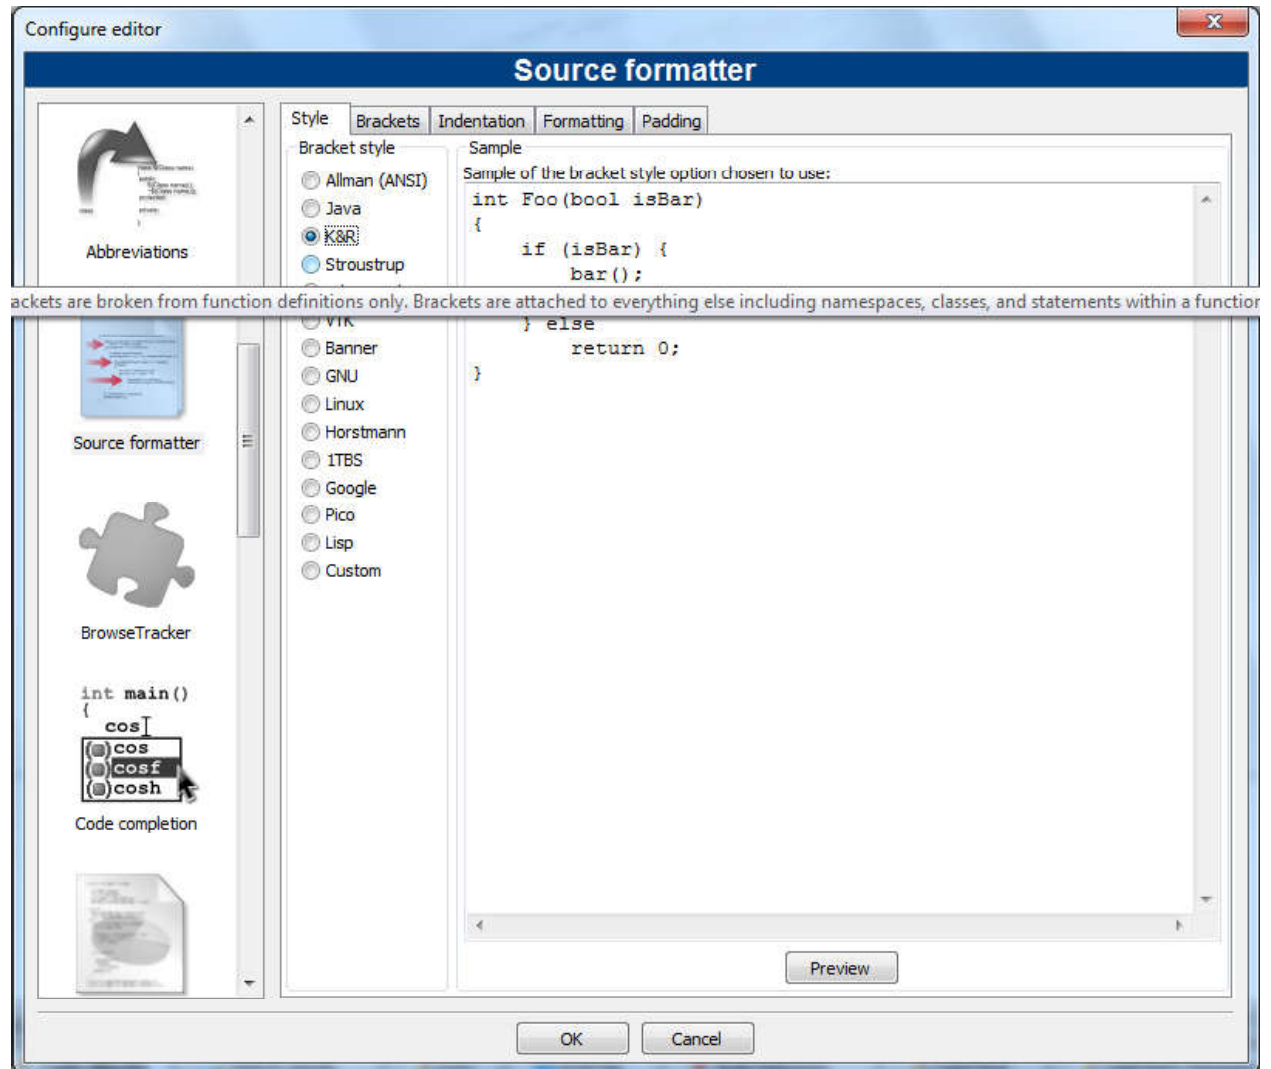 Configure editor
Source formatter
Abbreviations
Source formatter
BrowseTracker
int main()
{
cos
cos
cosf
cosh
Code completion
Style Brackets Indentation Formatting Padding
Bracket style
Allman (ANSI)
Java
K&R
Stroustrup
VTK
Banner
GNU
Linux
Horstmann
1TBS
Google
Pico
Lisp
Custom
Sample
Sample of the bracket style option chosen to use:
int Foo(bool isBar)
{
if (isBar) {
bar();
ackets are broken from function definitions only. Brackets are attached to everything else including namespaces, classes, and statements within a function
} else
return 0;
}
Preview
OK Cancel